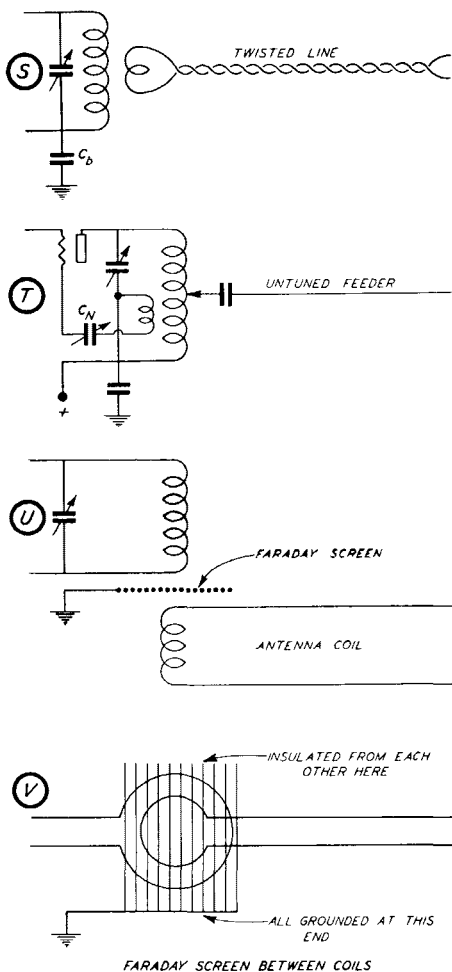 S
TWISTED LINE
C_b
T
UNTUNED FEEDER
C_N
+
U
FARADAY SCREEN
ANTENNA COIL
V
INSULATED FROM EACH
OTHER HERE
ALL GROUNDED AT THIS
END
FARADAY SCREEN BETWEEN COILS